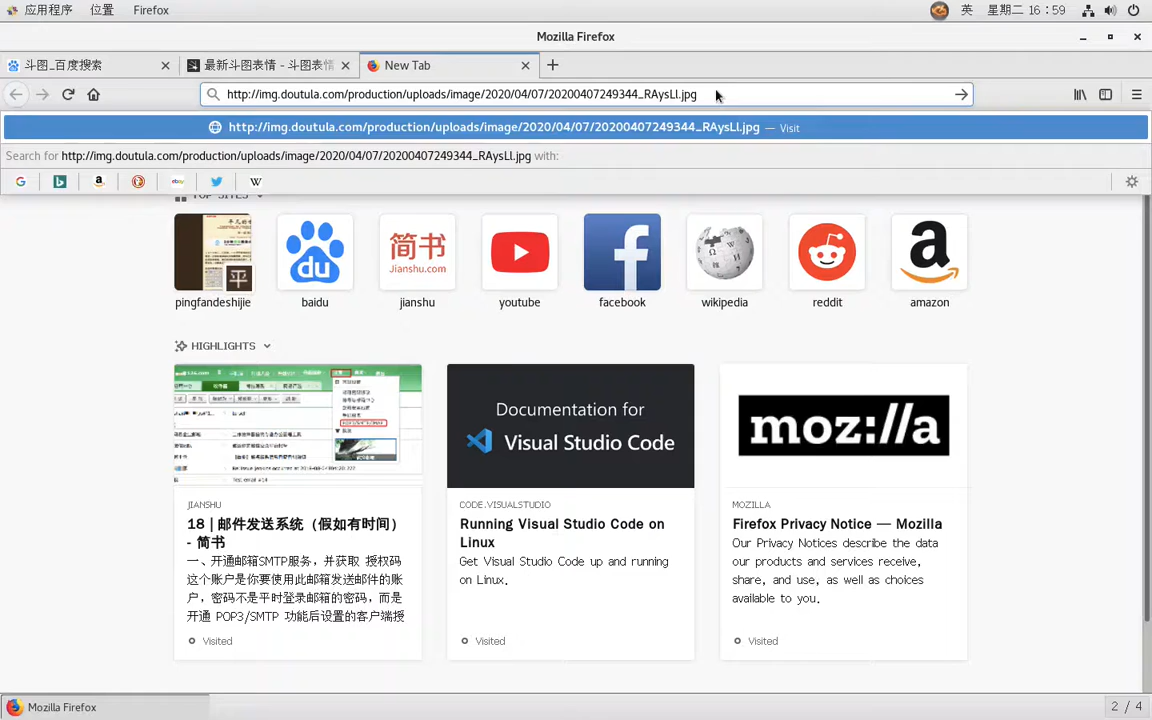 应用程序 位置 Firefox 英 星期二 16:59
Mozilla Firefox
斗图_百度搜索 最新斗图表情 - 斗图表情 New Tab
http://img.doutula.com/production/uploads/image/2020/04/07/20200407249344_RAysLl.jpg
http://img.doutula.com/production/uploads/image/2020/04/07/20200407249344_RAysLl.jpg — Visit
Search for http://img.doutula.com/production/uploads/image/2020/04/07/20200407249344_RAysLl.jpg with:
TOP SITES
简书
Jianshu.com
pingfandeshijie baidu jianshu youtube facebook wikipedia reddit amazon
HIGHLIGHTS
Documentation for
Visual Studio Code
moz://a
JIANSHU
18 | 邮件发送系统（假如有时间）
- 简书
一、开通邮箱SMTP服务，并获取 授权码
这个账户是你要使用此邮箱发送邮件的账
户，密码不是平时登录邮箱的密码，而是
开通 POP3/SMTP 功能后设置的客户端授
Visited
CODE.VISUALSTUDIO
Running Visual Studio Code on
Linux
Get Visual Studio Code up and running
on Linux.
Visited
MOZILLA
Firefox Privacy Notice — Mozilla
Our Privacy Notices describe the data
our products and services receive,
share, and use, as well as choices
available to you.
Visited
Mozilla Firefox 2 / 4